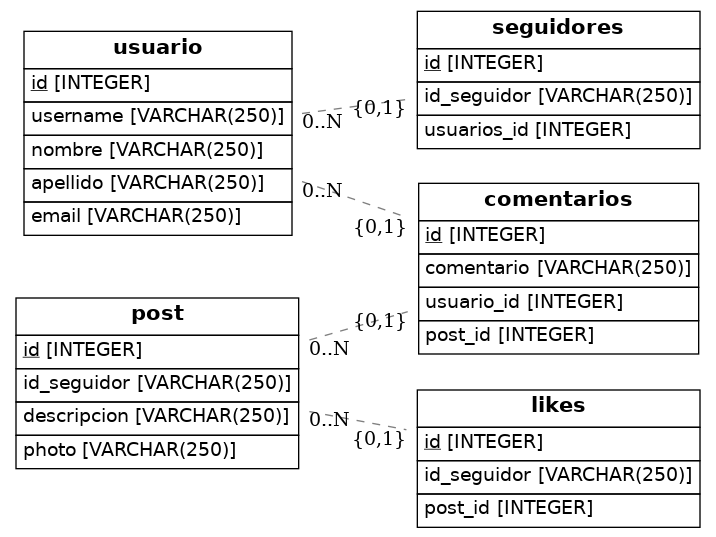 usuario
id [INTEGER]
username [VARCHAR(250)]
nombre [VARCHAR(250)]
apellido [VARCHAR(250)]
email [VARCHAR(250)]
seguidores
id [INTEGER]
id_seguidor [VARCHAR(250)]
usuarios_id [INTEGER]
0..N
{0,1}
0..N
{0,1}
comentarios
id [INTEGER]
comentario [VARCHAR(250)]
usuario_id [INTEGER]
post_id [INTEGER]
post
id [INTEGER]
id_seguidor [VARCHAR(250)]
descripcion [VARCHAR(250)]
photo [VARCHAR(250)]
0..N
{0,1}
0..N
{0,1}
likes
id [INTEGER]
id_seguidor [VARCHAR(250)]
post_id [INTEGER]